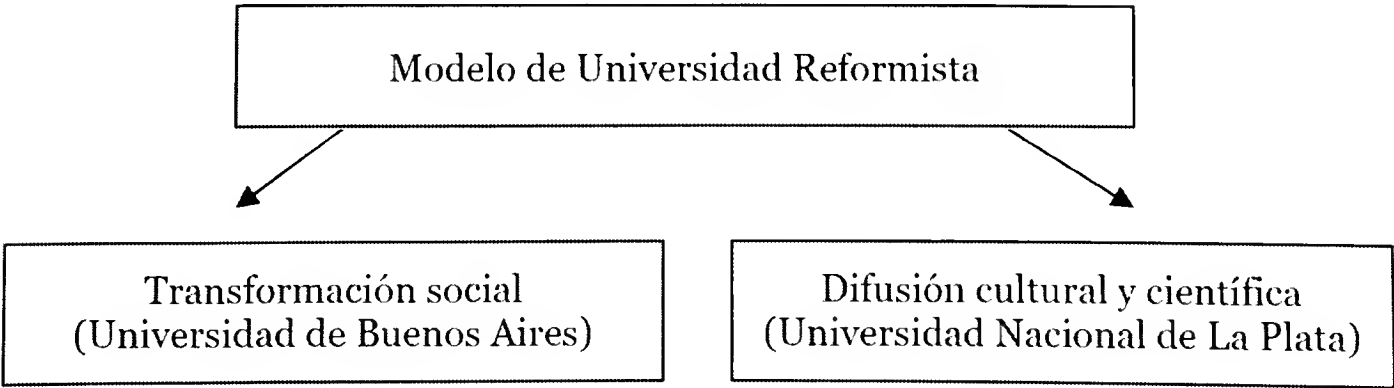 Modelo de Universidad Reformista
Transformación social
(Universidad de Buenos Aires)
Difusión cultural y científica
(Universidad Nacional de La Plata)